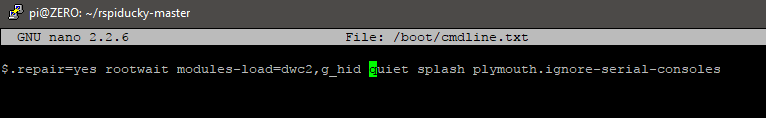 pi@ZERO: ~/rspiducky-master
GNU nano 2.2.6 File: /boot/cmdline.txt
$.repair=yes rootwait modules-load=dwc2,g_hid quiet splash plymouth.ignore-serial-consoles